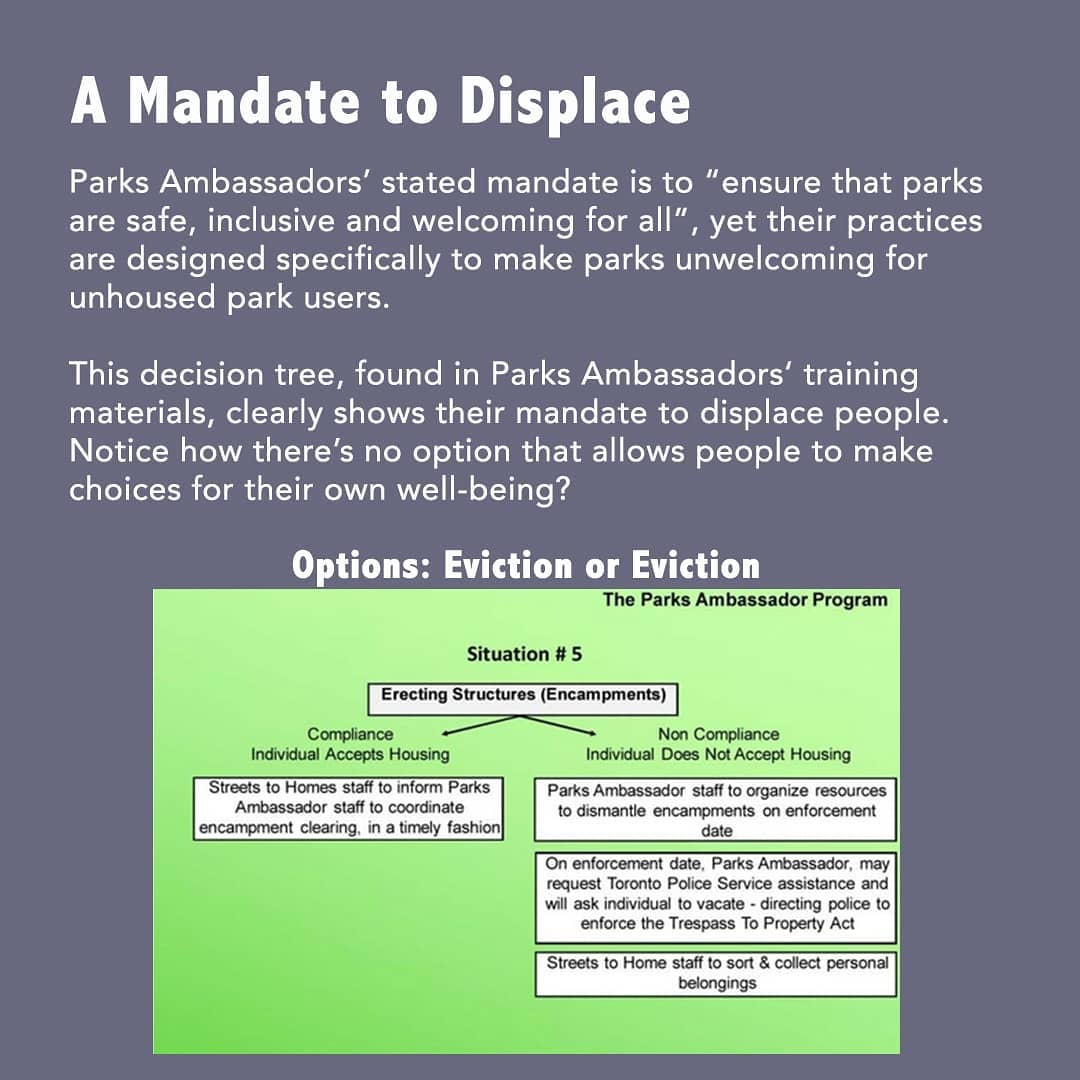 A Mandate to Displace
Parks Ambassadors’ stated mandate is to “ensure that parks
are safe, inclusive and welcoming for all”, yet their practices
are designed specifically to make parks unwelcoming for
unhoused park users.
This decision tree, found in Parks Ambassadors‘ training
materials, clearly shows their mandate to displace people.
Notice how there’s no option that allows people to make
choices for their own well-being?
Options: Eviction or Eviction
The Parks Ambassador Program
Situation # 5
Erecting Structures (Encampments)
Compliance
Individual Accepts Housing
Streets to Homes staff to inform Parks
Ambassador staff to coordinate
encampment clearing, in a timely fashion
Non Compliance
Individual Does Not Accept Housing
Parks Ambassador staff to organize resources
to dismantle encampments on enforcement
date
On enforcement date, Parks Ambassador, may
request Toronto Police Service assistance and
will ask individual to vacate - directing police to
enforce the Trespass To Property Act
Streets to Home staff to sort & collect personal
belongings